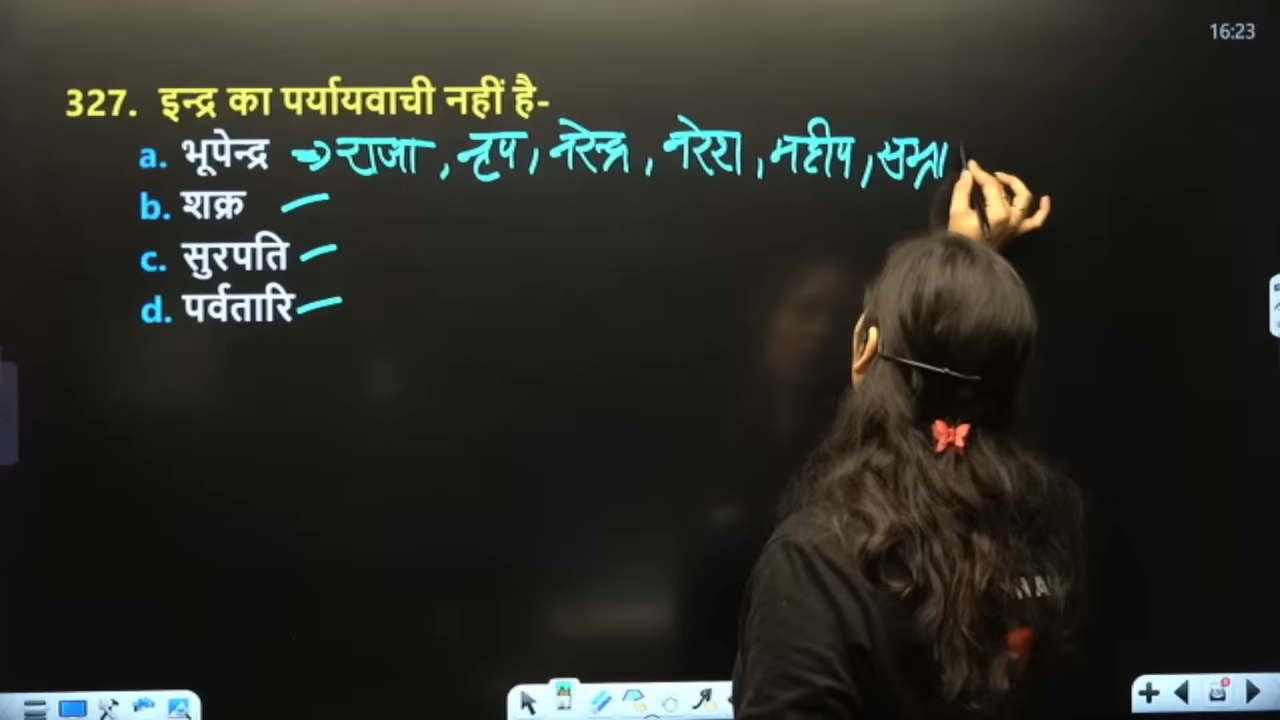 16:23
327. इन्द्र का पर्यायवाची नहीं है-
a. भूपेन्द्र → राजा, नृप, नरेन्द्र, नरेश, महीप, सम्रा
b. शक्र
c. सुरपति
d. पर्वतारि